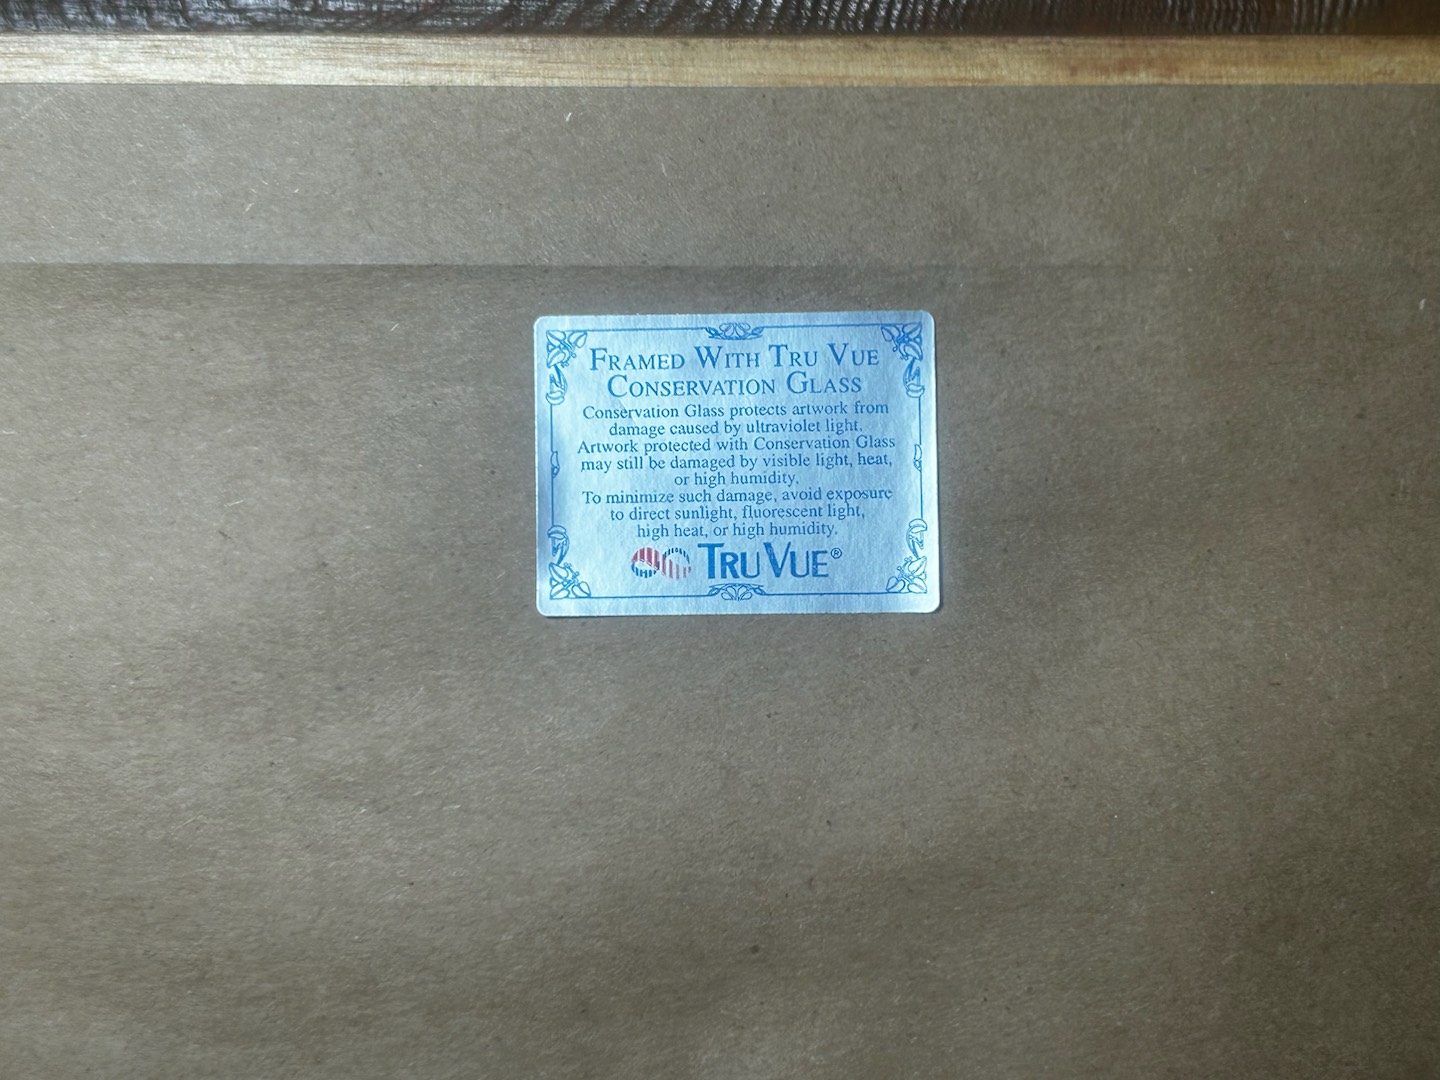 FRAMED WITH TRU VUE
CONSERVATION GLASS
Conservation Glass protects artwork from
damage caused by ultraviolet light.
Artwork protected with Conservation Glass
may still be damaged by visible light, heat,
or high humidity.
To minimize such damage, avoid exposure
to direct sunlight, fluorescent light,
high heat, or high humidity.
TRU VUE®